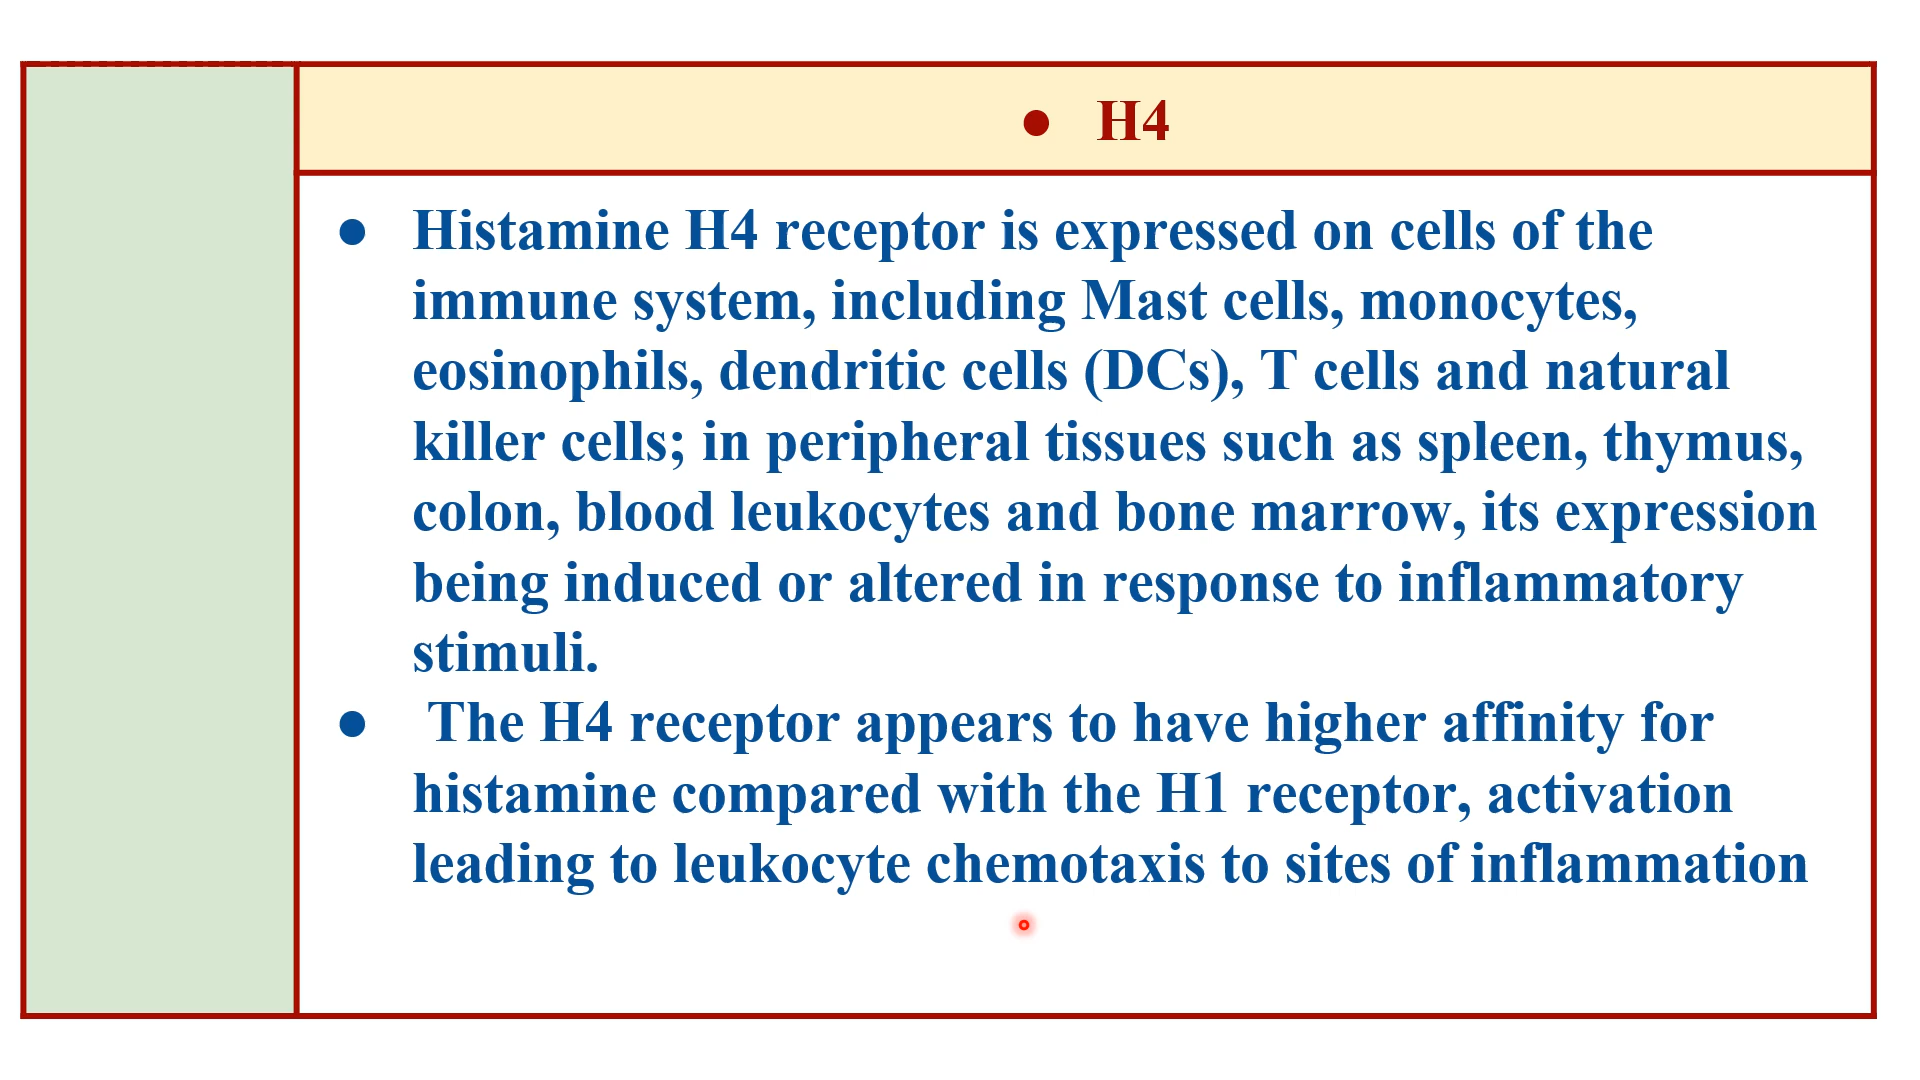 ● H4
● Histamine H4 receptor is expressed on cells of the
immune system, including Mast cells, monocytes,
eosinophils, dendritic cells (DCs), T cells and natural
killer cells; in peripheral tissues such as spleen, thymus,
colon, blood leukocytes and bone marrow, its expression
being induced or altered in response to inflammatory
stimuli.
● The H4 receptor appears to have higher affinity for
histamine compared with the H1 receptor, activation
leading to leukocyte chemotaxis to sites of inflammation